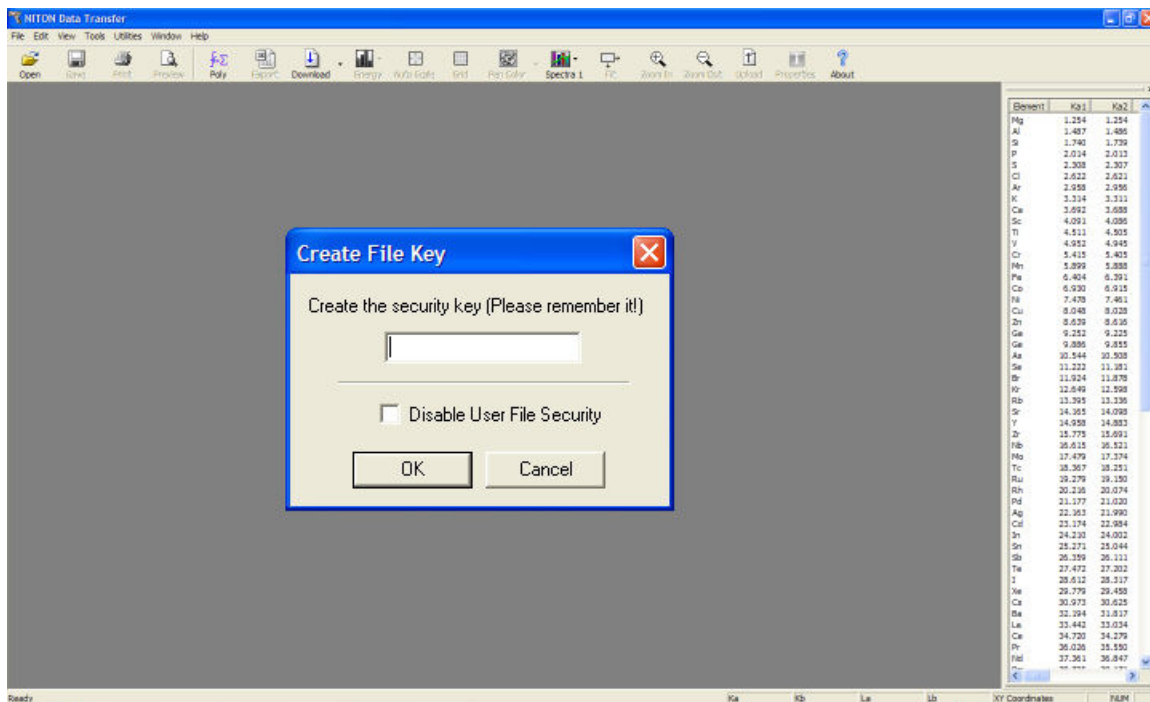 NITON Data Transfer
File Edit View Tools Utilities Window Help
Open Save Print Preview Poly Export Download Energy Auto Scale Grid Pen Color Spectra 1 Fit Zoom In Zoom Out Upload Properties About
Element Ka1 Ka2
Mg 1.254 1.254
Al 1.487 1.486
Si 1.740 1.739
P 2.014 2.013
S 2.308 2.307
Cl 2.622 2.621
Ar 2.958 2.956
K 3.314 3.311
Ca 3.692 3.688
Sc 4.091 4.086
Ti 4.511 4.505
V 4.952 4.945
Cr 5.415 5.405
Mn 5.899 5.888
Fe 6.404 6.391
Co 6.930 6.915
Ni 7.478 7.461
Cu 8.048 8.028
Zn 8.639 8.616
Ga 9.252 9.225
Ge 9.886 9.855
As 10.544 10.508
Se 11.222 11.181
Br 11.924 11.878
Kr 12.649 12.598
Rb 13.395 13.336
Sr 14.165 14.098
Y 14.958 14.883
Zr 15.775 15.691
Nb 16.615 16.521
Mo 17.479 17.374
Tc 18.367 18.251
Ru 19.279 19.150
Rh 20.216 20.074
Pd 21.177 21.020
Ag 22.163 21.990
Cd 23.174 22.984
In 24.210 24.002
Sn 25.271 25.044
Sb 26.359 26.111
Te 27.472 27.202
I 28.612 28.317
Xe 29.779 29.458
Cs 30.973 30.625
Ba 32.194 31.817
La 33.442 33.034
Ce 34.720 34.279
Pr 36.026 35.550
Nd 37.361 36.847
Create File Key
Create the security key (Please remember it!)
Disable User File Security
OK Cancel
Ready Ka Kb La Lb XY Coordinates NUM